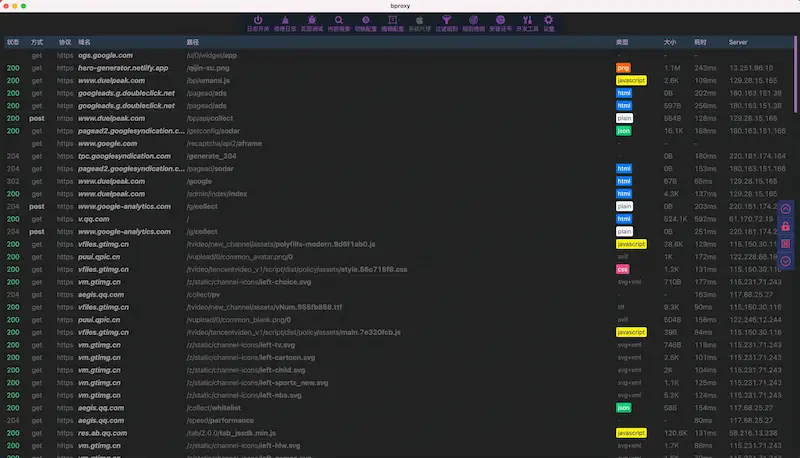 bproxy
日志开关 清理日志 页面调试 内容搜索 切换配置 编辑配置 系统代理 过滤规则 安装证书 开发工具 设置
状态 方式 协议 域名 路径 类型 大小 耗时 Server
get https ogs.google.com /u/0/widget/app - -
200 get https hero-generator.netlify.app /qijin-xu.png png 1.1M 243ms 13.251.96.10
200 get https www.duelpeak.com /bp/umami.js javascript 2.6K 109ms 129.28.15.165
200 get https googleads.g.doubleclick.net /pagead/ads html 0B 202ms 180.163.151.38
200 get https googleads.g.doubleclick.net /pagead/ads html 597B 256ms 180.163.151.38
200 post https www.duelpeak.com /bp/api/collect plain 564B 128ms 129.28.15.165
200 get https pagead2.googlesyndication.c... /getconfig/sodar json 16.1K 168ms 180.163.151.166
get https www.google.com /recaptcha/api2/aframe - -
204 get https tpc.googlesyndication.com /generate_204 - 0B 180ms 220.181.174.164
204 get https pagead2.googlesyndication.c... /pagead/sodar html 0B 153ms 180.163.151.166
302 get https www.duelpeak.com /google html 67B 65ms 129.28.15.165
200 get https www.duelpeak.com /admin/index/index html 4.3K 137ms 129.28.15.165
204 post https www.google-analytics.com /g/collect plain 0B 203ms 220.181.174.2
200 get https v.qq.com / html 524.1K 592ms 61.170.72.19
204 post https www.google-analytics.com /g/collect plain 0B 251ms 220.181.174.2
200 get https vfiles.gtimg.cn /tvideo/new_channel/assets/polyfills-modern.9d6f1ab0.js javascript 28.6K 129ms 115.150.30.11
200 get https puui.qpic.cn /vupload/0/common_avatar.png/0 avif 1K 172ms 122.228.66.19
200 get https vfiles.gtimg.cn /tvideo/tencentvideo_v1/script/dist/policy/assets/style.56c716f8.css css 1.2K 131ms 115.150.30.116
200 get https vm.gtimg.cn /z/static/channel-icons/left-choice.svg svg+xml 710B 177ms 115.231.71.243
204 get https aegis.qq.com /collect/pv - - 163ms 117.68.25.27
200 get https vfiles.gtimg.cn /tvideo/new_channel/assets/vNum.955fb858.ttf ttf 9.3K 90ms 115.150.30.116
200 get https puui.qpic.cn /vupload/0/common_blank.png/0 avif 504B 158ms 122.246.12.244
200 get https vfiles.gtimg.cn /tvideo/tencentvideo_v1/script/dist/policy/assets/main.7e320fcb.js javascript 39B 84ms 115.150.30.116
200 get https vm.gtimg.cn /z/static/channel-icons/left-tv.svg svg+xml 746B 118ms 115.231.71.243
200 get https vm.gtimg.cn /z/static/channel-icons/left-cartoon.svg svg+xml 2.5K 101ms 115.231.71.243
200 get https vm.gtimg.cn /z/static/channel-icons/left-child.svg svg+xml 2K 104ms 115.231.71.243
200 get https vm.gtimg.cn /z/static/channel-icons/left-sports_new.svg svg+xml 1.1K 125ms 115.231.71.243
200 get https vm.gtimg.cn /z/static/channel-icons/left-nba.svg svg+xml 5.2K 124ms 115.231.71.243
200 get https aegis.qq.com /collect/whitelist json 58B 154ms 117.68.25.27
204 get https aegis.qq.com /speed/performance - - 80ms 117.68.25.27
200 get https res.ab.qq.com /tab/2.0.0/tab_jssdk.min.js javascript 120.6K 131ms 58.216.13.238
200 get https vm.gtimg.cn /z/static/channel-icons/left-hlw.svg svg+xml 1.7K 86ms 115.231.71.243